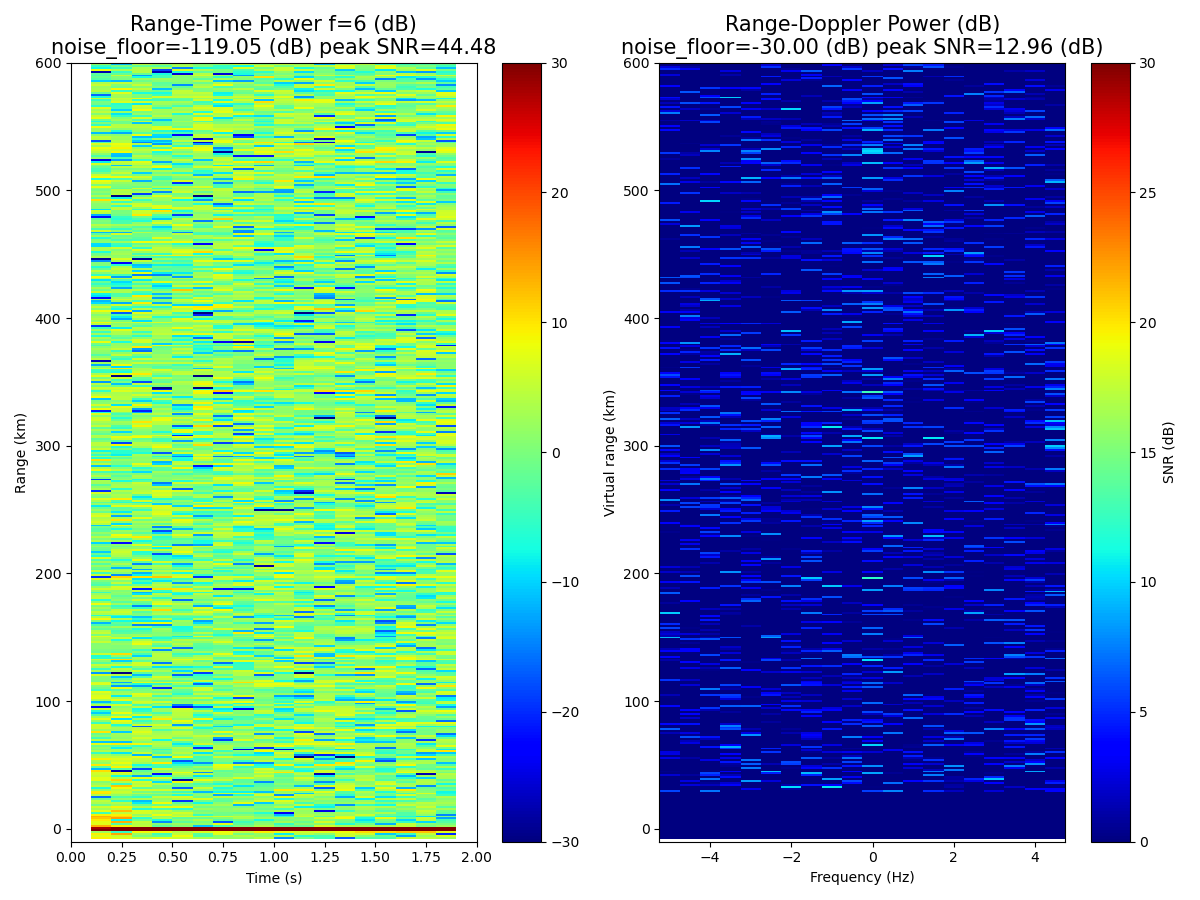 Range-Time Power f=6 (dB)
noise_floor=-119.05 (dB) peak SNR=44.48
Range-Doppler Power (dB)
noise_floor=-30.00 (dB) peak SNR=12.96 (dB)
600
500
400
300
200
100
0
Range (km)
0.00 0.25 0.50 0.75 1.00 1.25 1.50 1.75 2.00
Time (s)
30
20
10
0
−10
−20
−30
600
500
400
300
200
100
0
Virtual range (km)
−4 −2 0 2 4
Frequency (Hz)
30
25
20
15
10
5
0
SNR (dB)